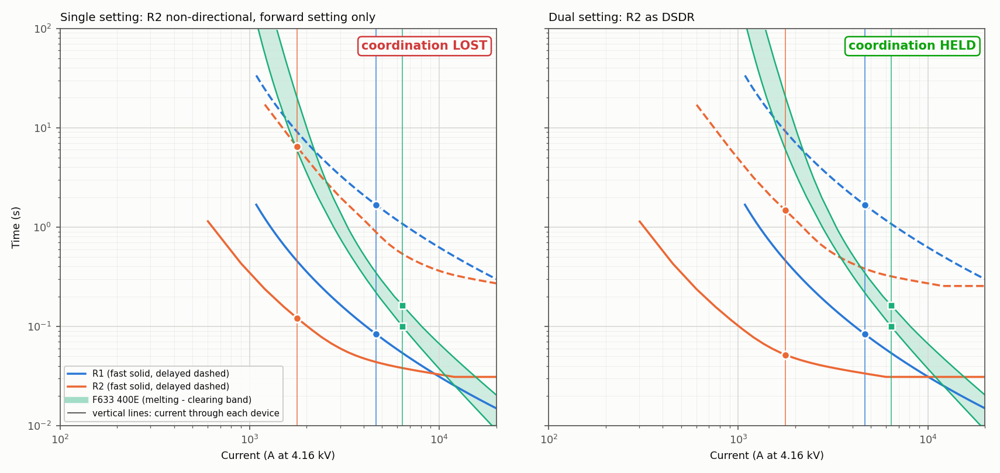 Single setting: R2 non-directional, forward setting only
coordination LOST
Time (s)
10²
10¹
10⁰
10⁻¹
10⁻²
R1 (fast solid, delayed dashed)
R2 (fast solid, delayed dashed)
F633 400E (melting - clearing band)
vertical lines: current through each device
10²
10³
10⁴
Current (A at 4.16 kV)
Dual setting: R2 as DSDR
coordination HELD
10²
10³
10⁴
Current (A at 4.16 kV)